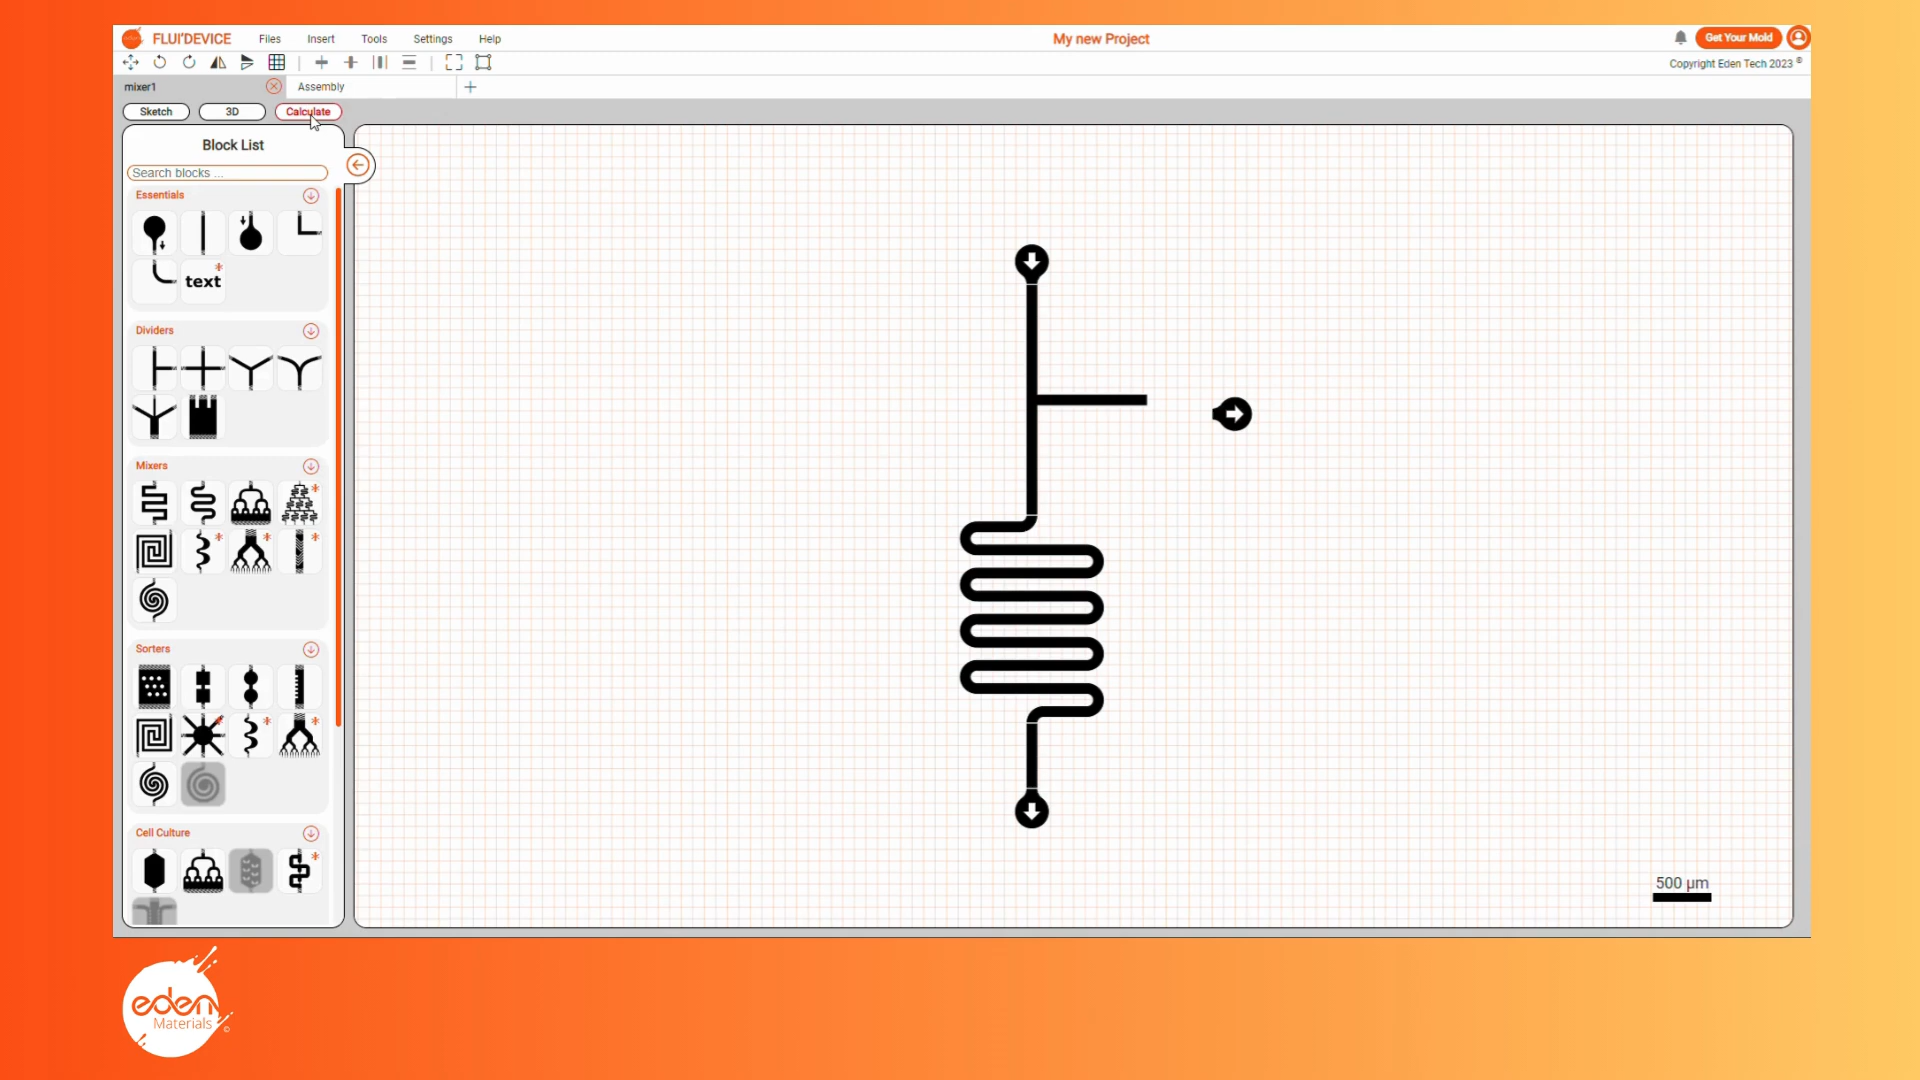 FLUI'DEVICE
Files
Insert
Tools
Settings
Help
My new Project
Get Your Mold
Copyright Eden Tech 2023 ©
mixer1
Assembly
Sketch
3D
Calculate
Block List
Search blocks ...
Essentials
text
Dividers
Mixers
Sorters
Cell Culture
500 µm
eden
Materials
©